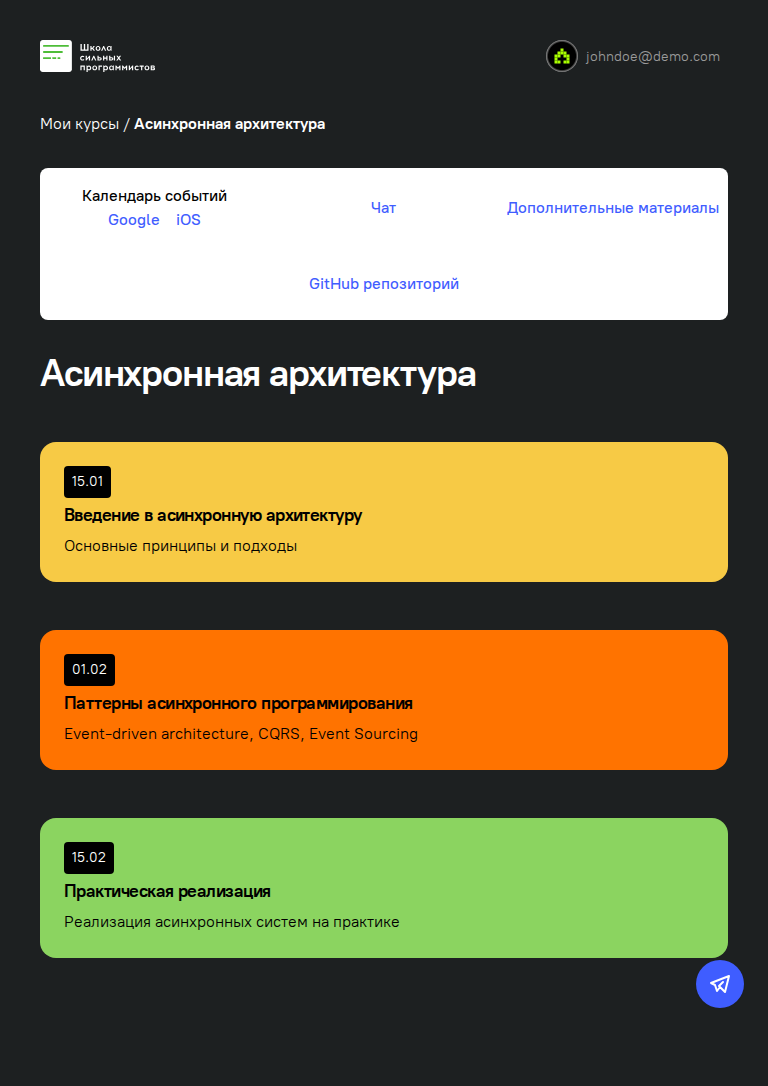 Школа
сильных
программистов
johndoe@demo.com
Мои курсы / Асинхронная архитектура
Календарь событий
Google iOS
Чат
Дополнительные материалы
GitHub репозиторий
Асинхронная архитектура
15.01
Введение в асинхронную архитектуру
Основные принципы и подходы
01.02
Паттерны асинхронного программирования
Event-driven architecture, CQRS, Event Sourcing
15.02
Практическая реализация
Реализация асинхронных систем на практике